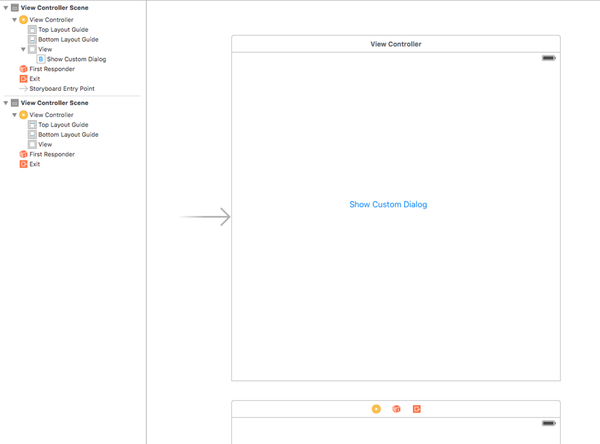 View Controller Scene
View Controller
Top Layout Guide
Bottom Layout Guide
View
B Show Custom Dialog
First Responder
Exit
Storyboard Entry Point
View Controller Scene
View Controller
Top Layout Guide
Bottom Layout Guide
View
First Responder
Exit
View Controller
Show Custom Dialog